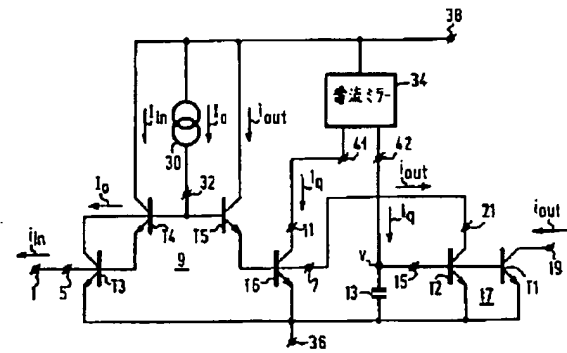 38
電流ミラー
34
Iin
Io
iout
30
32
41
42
Iq
iout
Io
11
Iq
21
iout
iin
T4
T5
V
19
1
5
T3
9
T6
7
13
15
T2
17
T1
36